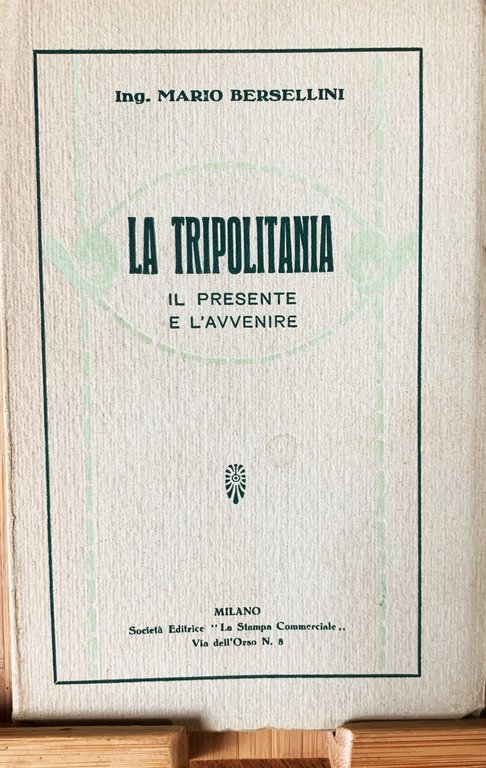 Ing. MARIO BERSELLINI
LA TRIPOLITANIA
IL PRESENTE
E L'AVVENIRE
MILANO
Società Editrice "La Stampa Commerciale„
Via dell'Orso N. 8